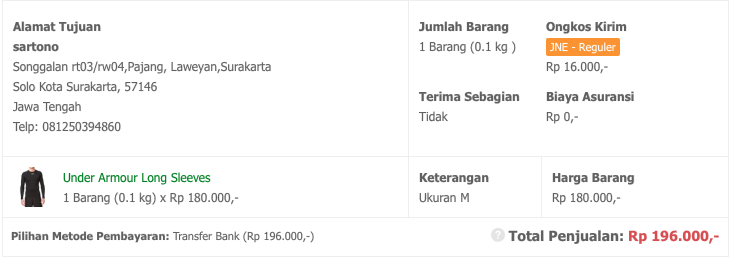 Alamat Tujuan
sartono
Songgalan rt03/rw04,Pajang, Laweyan,Surakarta
Solo Kota Surakarta, 57146
Jawa Tengah
Telp: 081250394860
Jumlah Barang
1 Barang (0.1 kg )
Ongkos Kirim
JNE - Reguler
Rp 16.000,-
Terima Sebagian
Tidak
Biaya Asuransi
Rp 0,-
Under Armour Long Sleeves
1 Barang (0.1 kg) x Rp 180.000,-
Keterangan
Ukuran M
Harga Barang
Rp 180.000,-
Pilihan Metode Pembayaran: Transfer Bank (Rp 196.000,-)
? Total Penjualan: Rp 196.000,-